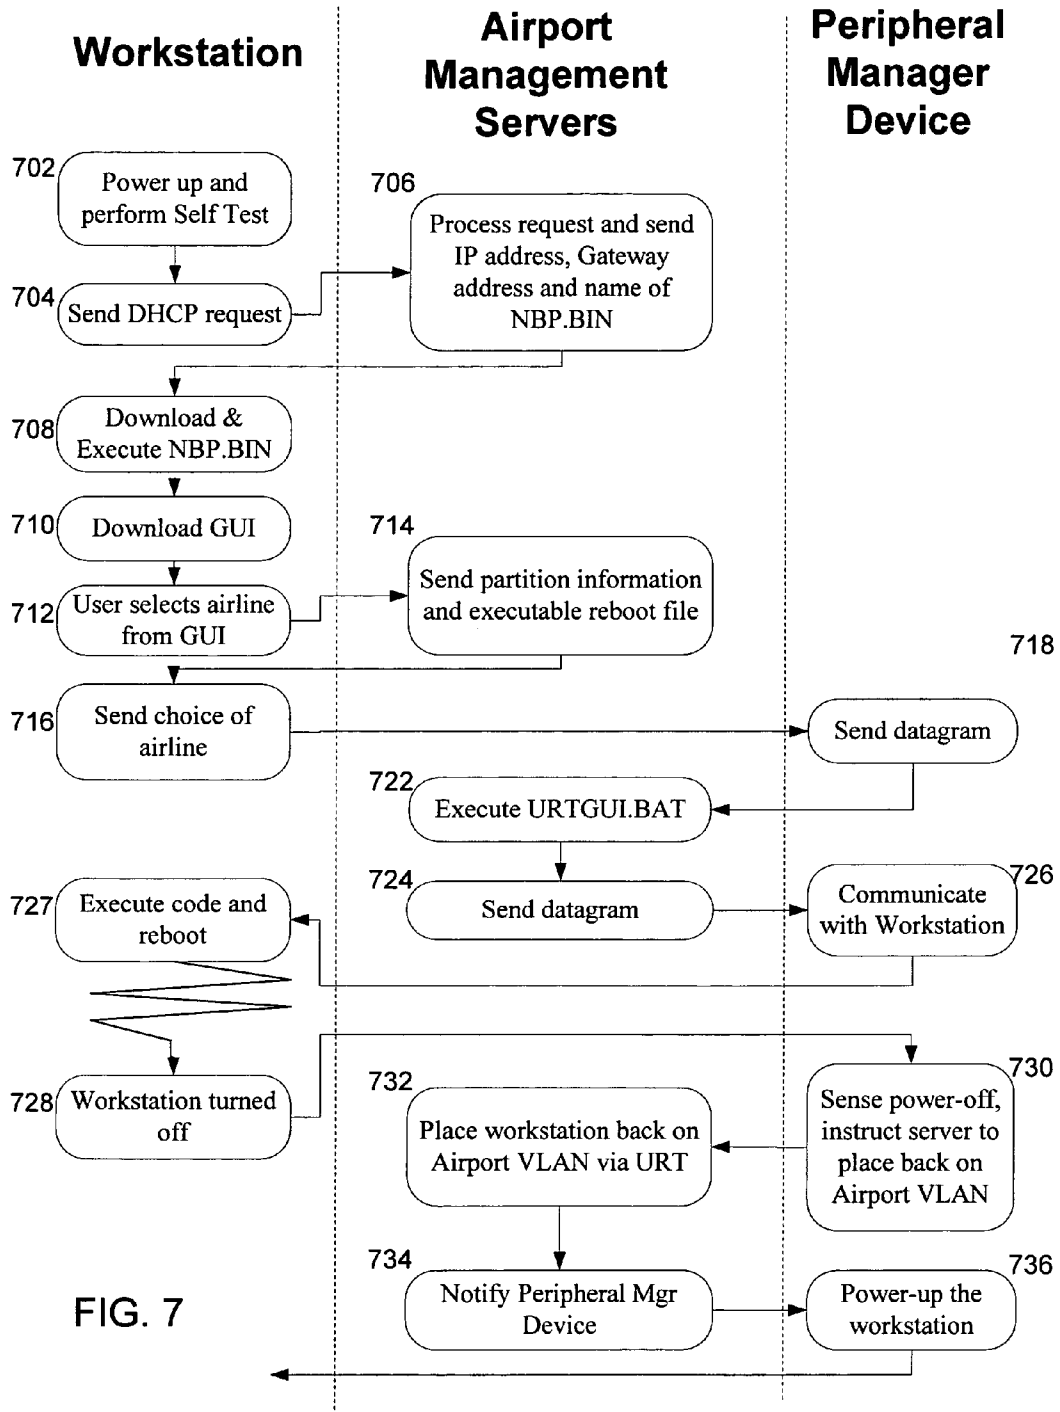 Workstation
Airport
Management
Servers
Peripheral
Manager
Device
702
Power up and
perform Self Test
704
Send DHCP request
706
Process request and send
IP address, Gateway
address and name of
NBP.BIN
708
Download &
Execute NBP.BIN
710
Download GUI
712
User selects airline
from GUI
714
Send partition information
and executable reboot file
716
Send choice of
airline
718
Send datagram
722
Execute URTGUI.BAT
724
Send datagram
726
Communicate
with Workstation
727
Execute code and
reboot
728
Workstation turned
off
730
Sense power-off,
instruct server to
place back on
Airport VLAN
732
Place workstation back on
Airport VLAN via URT
734
Notify Peripheral Mgr
Device
736
Power-up the
workstation
FIG. 7